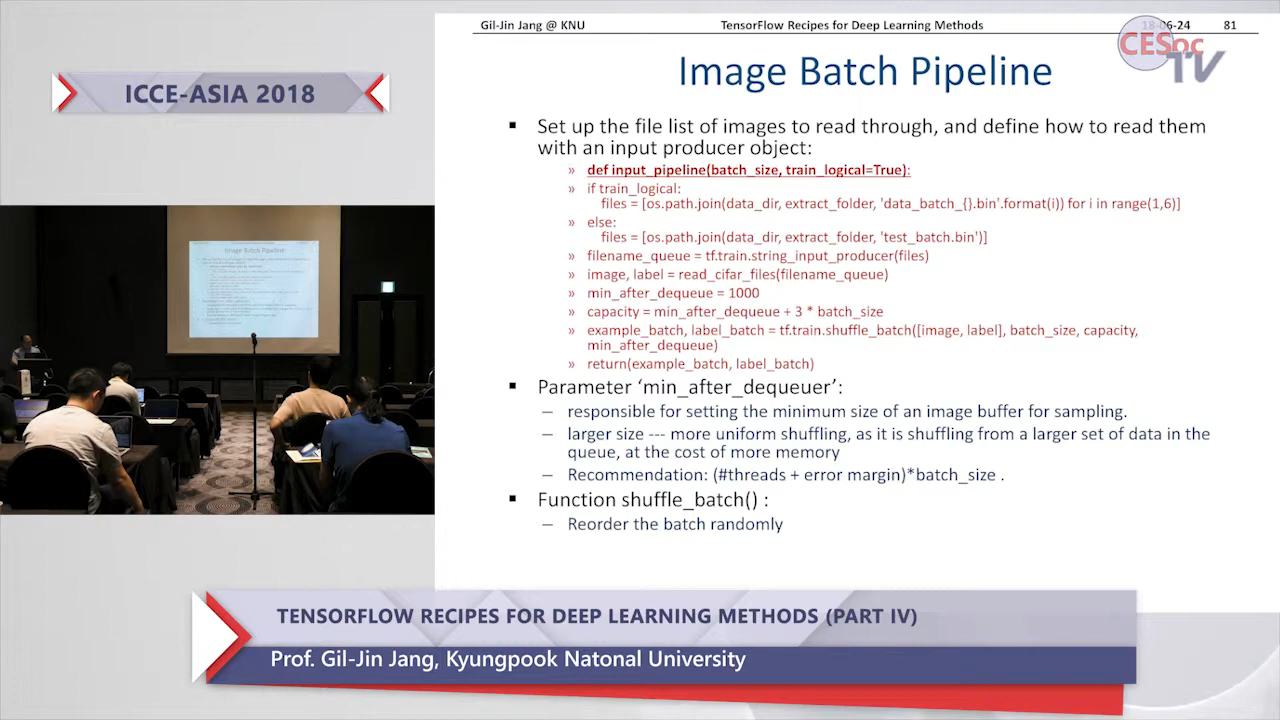 Gil-Jin Jang @ KNU
TensorFlow Recipes for Deep Learning Methods
18-06-24
81
CESoc
TV
ICCE-ASIA 2018
Image Batch Pipeline
▪ Set up the file list of images to read through, and define how to read them
with an input producer object:
» def input_pipeline(batch_size, train_logical=True):
» if train_logical:
files = [os.path.join(data_dir, extract_folder, 'data_batch_{}.bin'.format(i)) for i in range(1,6)]
» else:
files = [os.path.join(data_dir, extract_folder, 'test_batch.bin')]
» filename_queue = tf.train.string_input_producer(files)
» image, label = read_cifar_files(filename_queue)
» min_after_dequeue = 1000
» capacity = min_after_dequeue + 3 * batch_size
» example_batch, label_batch = tf.train.shuffle_batch([image, label], batch_size, capacity,
min_after_dequeue)
» return(example_batch, label_batch)
▪ Parameter ‘min_after_dequeuer’:
– responsible for setting the minimum size of an image buffer for sampling.
– larger size --- more uniform shuffling, as it is shuffling from a larger set of data in the
queue, at the cost of more memory
– Recommendation: (#threads + error margin)*batch_size .
▪ Function shuffle_batch() :
– Reorder the batch randomly
Image Batch Pipeline
TENSORFLOW RECIPES FOR DEEP LEARNING METHODS (PART IV)
Prof. Gil-Jin Jang, Kyungpook Natonal University